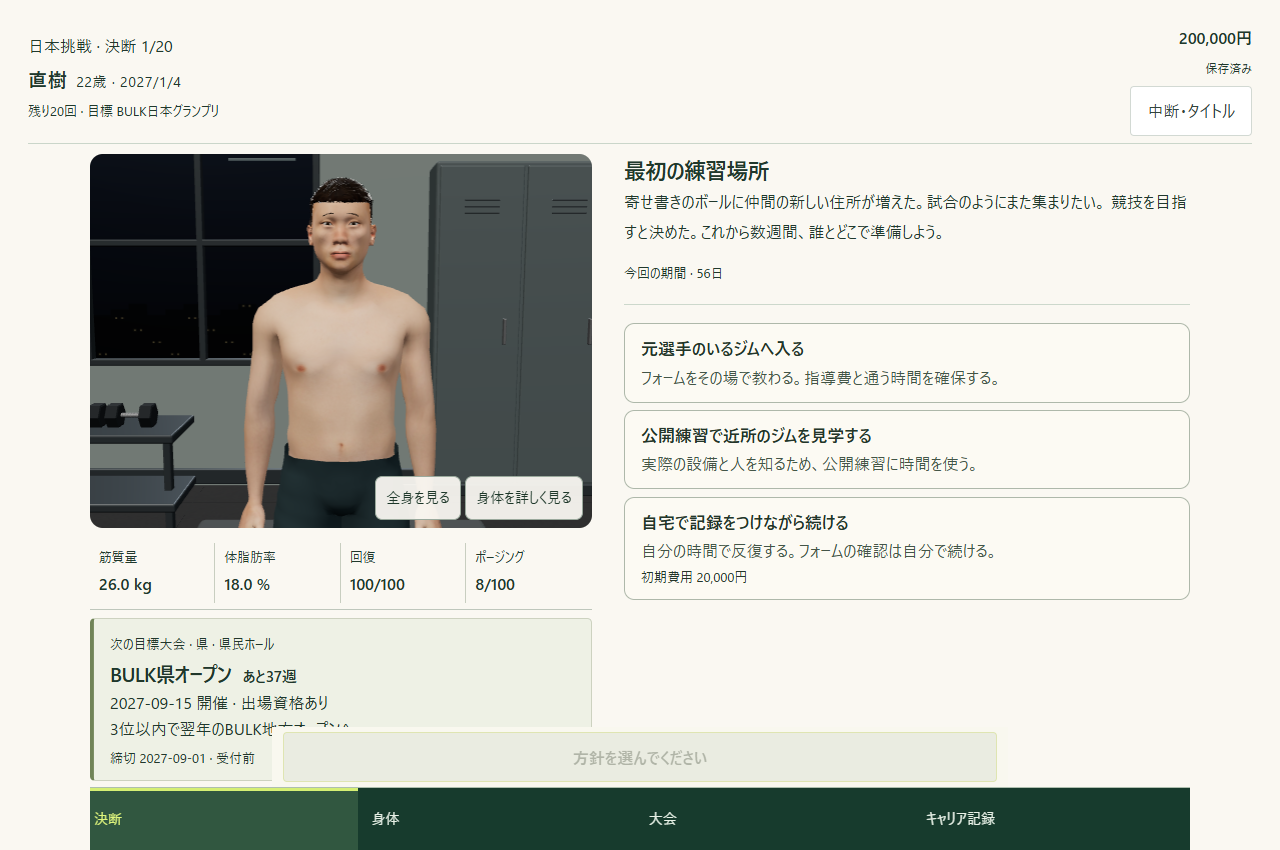 日本挑戦 · 決断 1/20
直樹 22歳 · 2027/1/4
残り20回 · 目標 BULK日本グランプリ
200,000円
保存済み
中断・タイトル
全身を見る
身体を詳しく見る
筋質量
26.0 kg
体脂肪率
18.0 %
回復
100/100
ポージング
8/100
次の目標大会 · 県 · 県民ホール
BULK県オープン あと37週
2027-09-15 開催 · 出場資格あり
3位以内で翌年のBULK地方オープンへ
締切 2027-09-01 · 受付前
最初の練習場所
寄せ書きのボールに仲間の新しい住所が増えた。試合のようにまた集まりたい。 競技を目指
すと決めた。これから数週間、誰とどこで準備しよう。
今回の期間 · 56日
元選手のいるジムへ入る
フォームをその場で教わる。指導費と通う時間を確保する。
公開練習で近所のジムを見学する
実際の設備と人を知るため、公開練習に時間を使う。
自宅で記録をつけながら続ける
自分の時間で反復する。フォームの確認は自分で続ける。
初期費用 20,000円
方針を選んでください
決断
身体
大会
キャリア記録